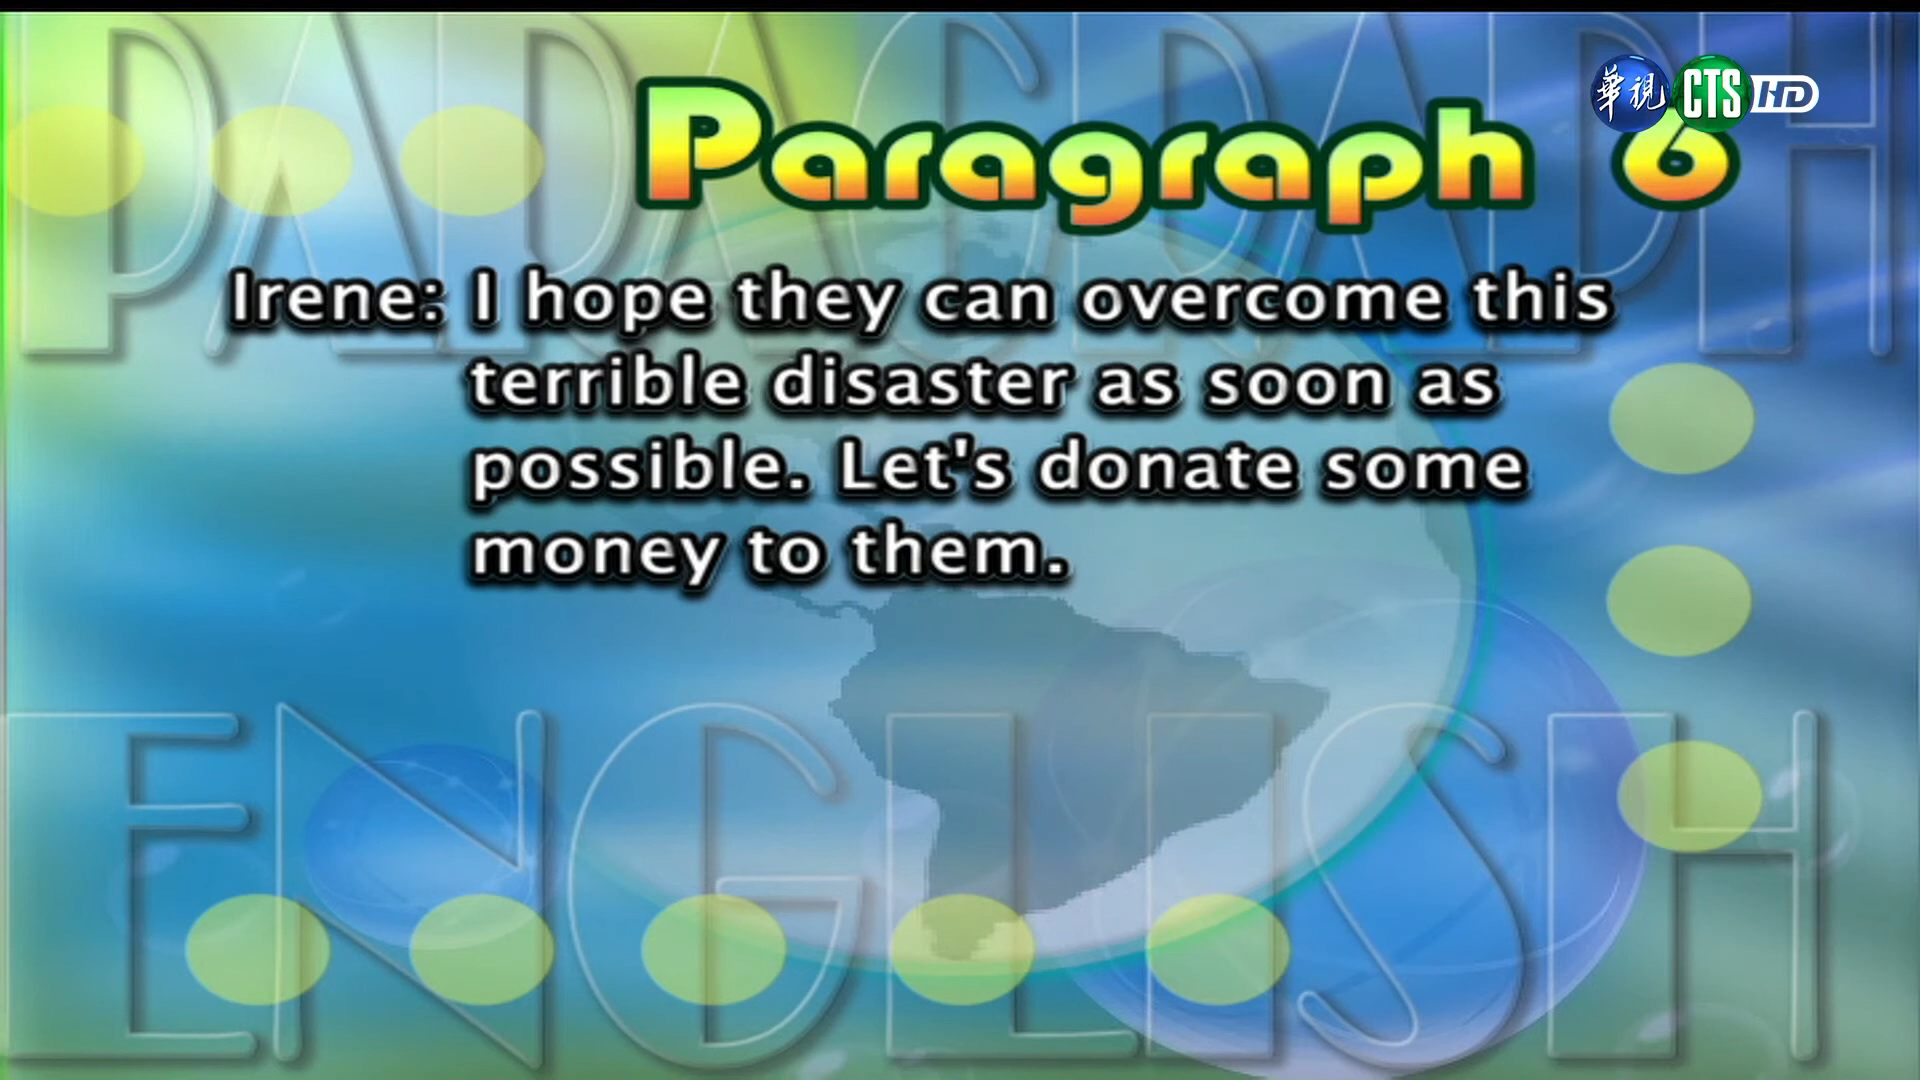 PARAGRAPH
華視 CTS HD
Paragraph 6
Irene: I hope they can overcome this
terrible disaster as soon as
possible. Let's donate some
money to them.
ENGLISH